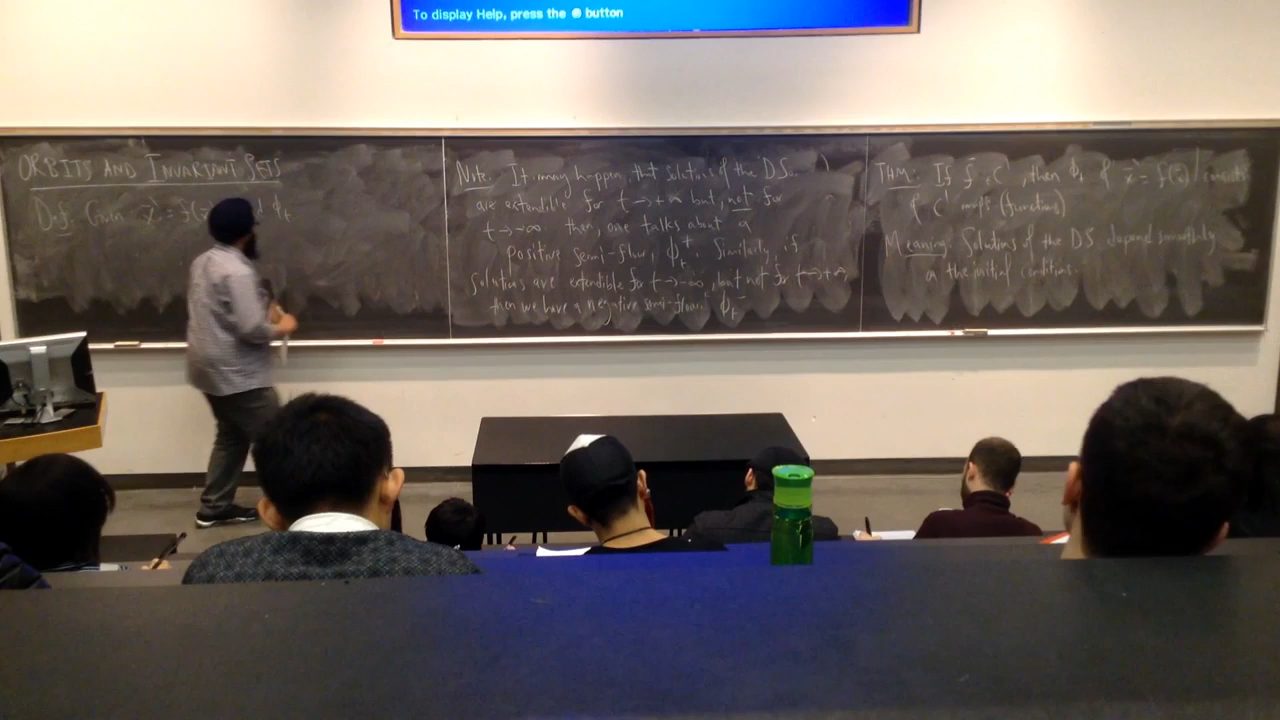 To display Help, press the button
ORBITS AND INVARIANT SETS
Def. Given
Note: It may happen that solutions of the DS
are extendible for t→+∞ but, not for
t→-∞ then, one talks about a
positive semi-flow, ϕₜ⁺. Similarly, if
solutions are extendible for t→-∞, but not for t→+∞,
then we have a negative semi-flow ϕₜ⁻
THM: If f C , then ϕₜ of ẋ = f(x) consists
of C maps (functions)
Meaning: Solutions of the DS depend smoothly
on the initial conditions.